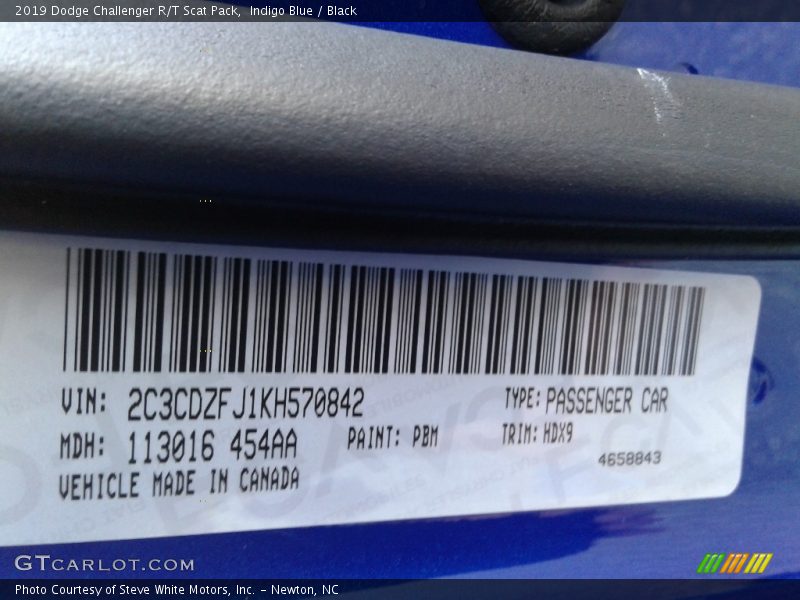 2019 Dodge Challenger R/T Scat Pack, Indigo Blue / Black
VIN: 2C3CDZFJ1KH570842 TYPE: PASSENGER CAR
MDH: 113016 454AA PAINT: PBM TRIM: HDX9
VEHICLE MADE IN CANADA 4658843
GTCARLOT.COM
Photo Courtesy of Steve White Motors, Inc. – Newton, NC